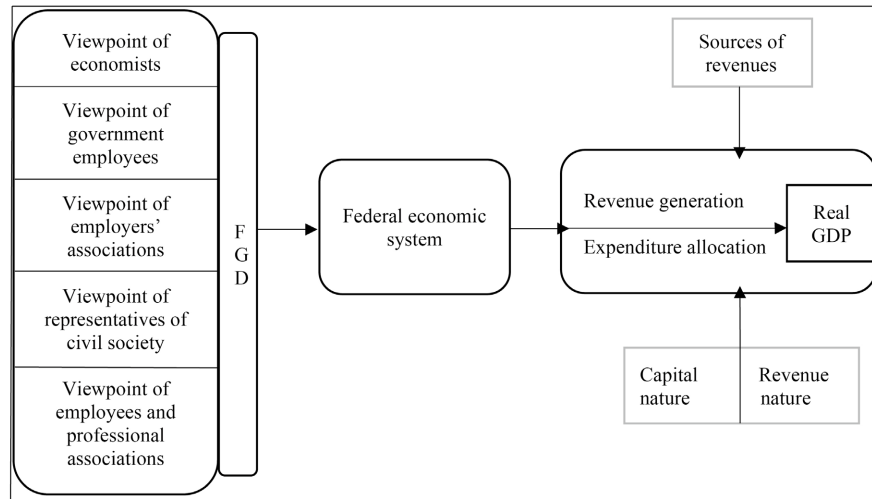 Viewpoint of
economists
Viewpoint of
government
employees
Viewpoint of
employers’
associations
Viewpoint of
representatives of
civil society
Viewpoint of
employees and
professional
associations
F
G
D
Federal economic
system
Sources of
revenues
Revenue generation
Expenditure allocation
Real
GDP
Capital
nature
Revenue
nature